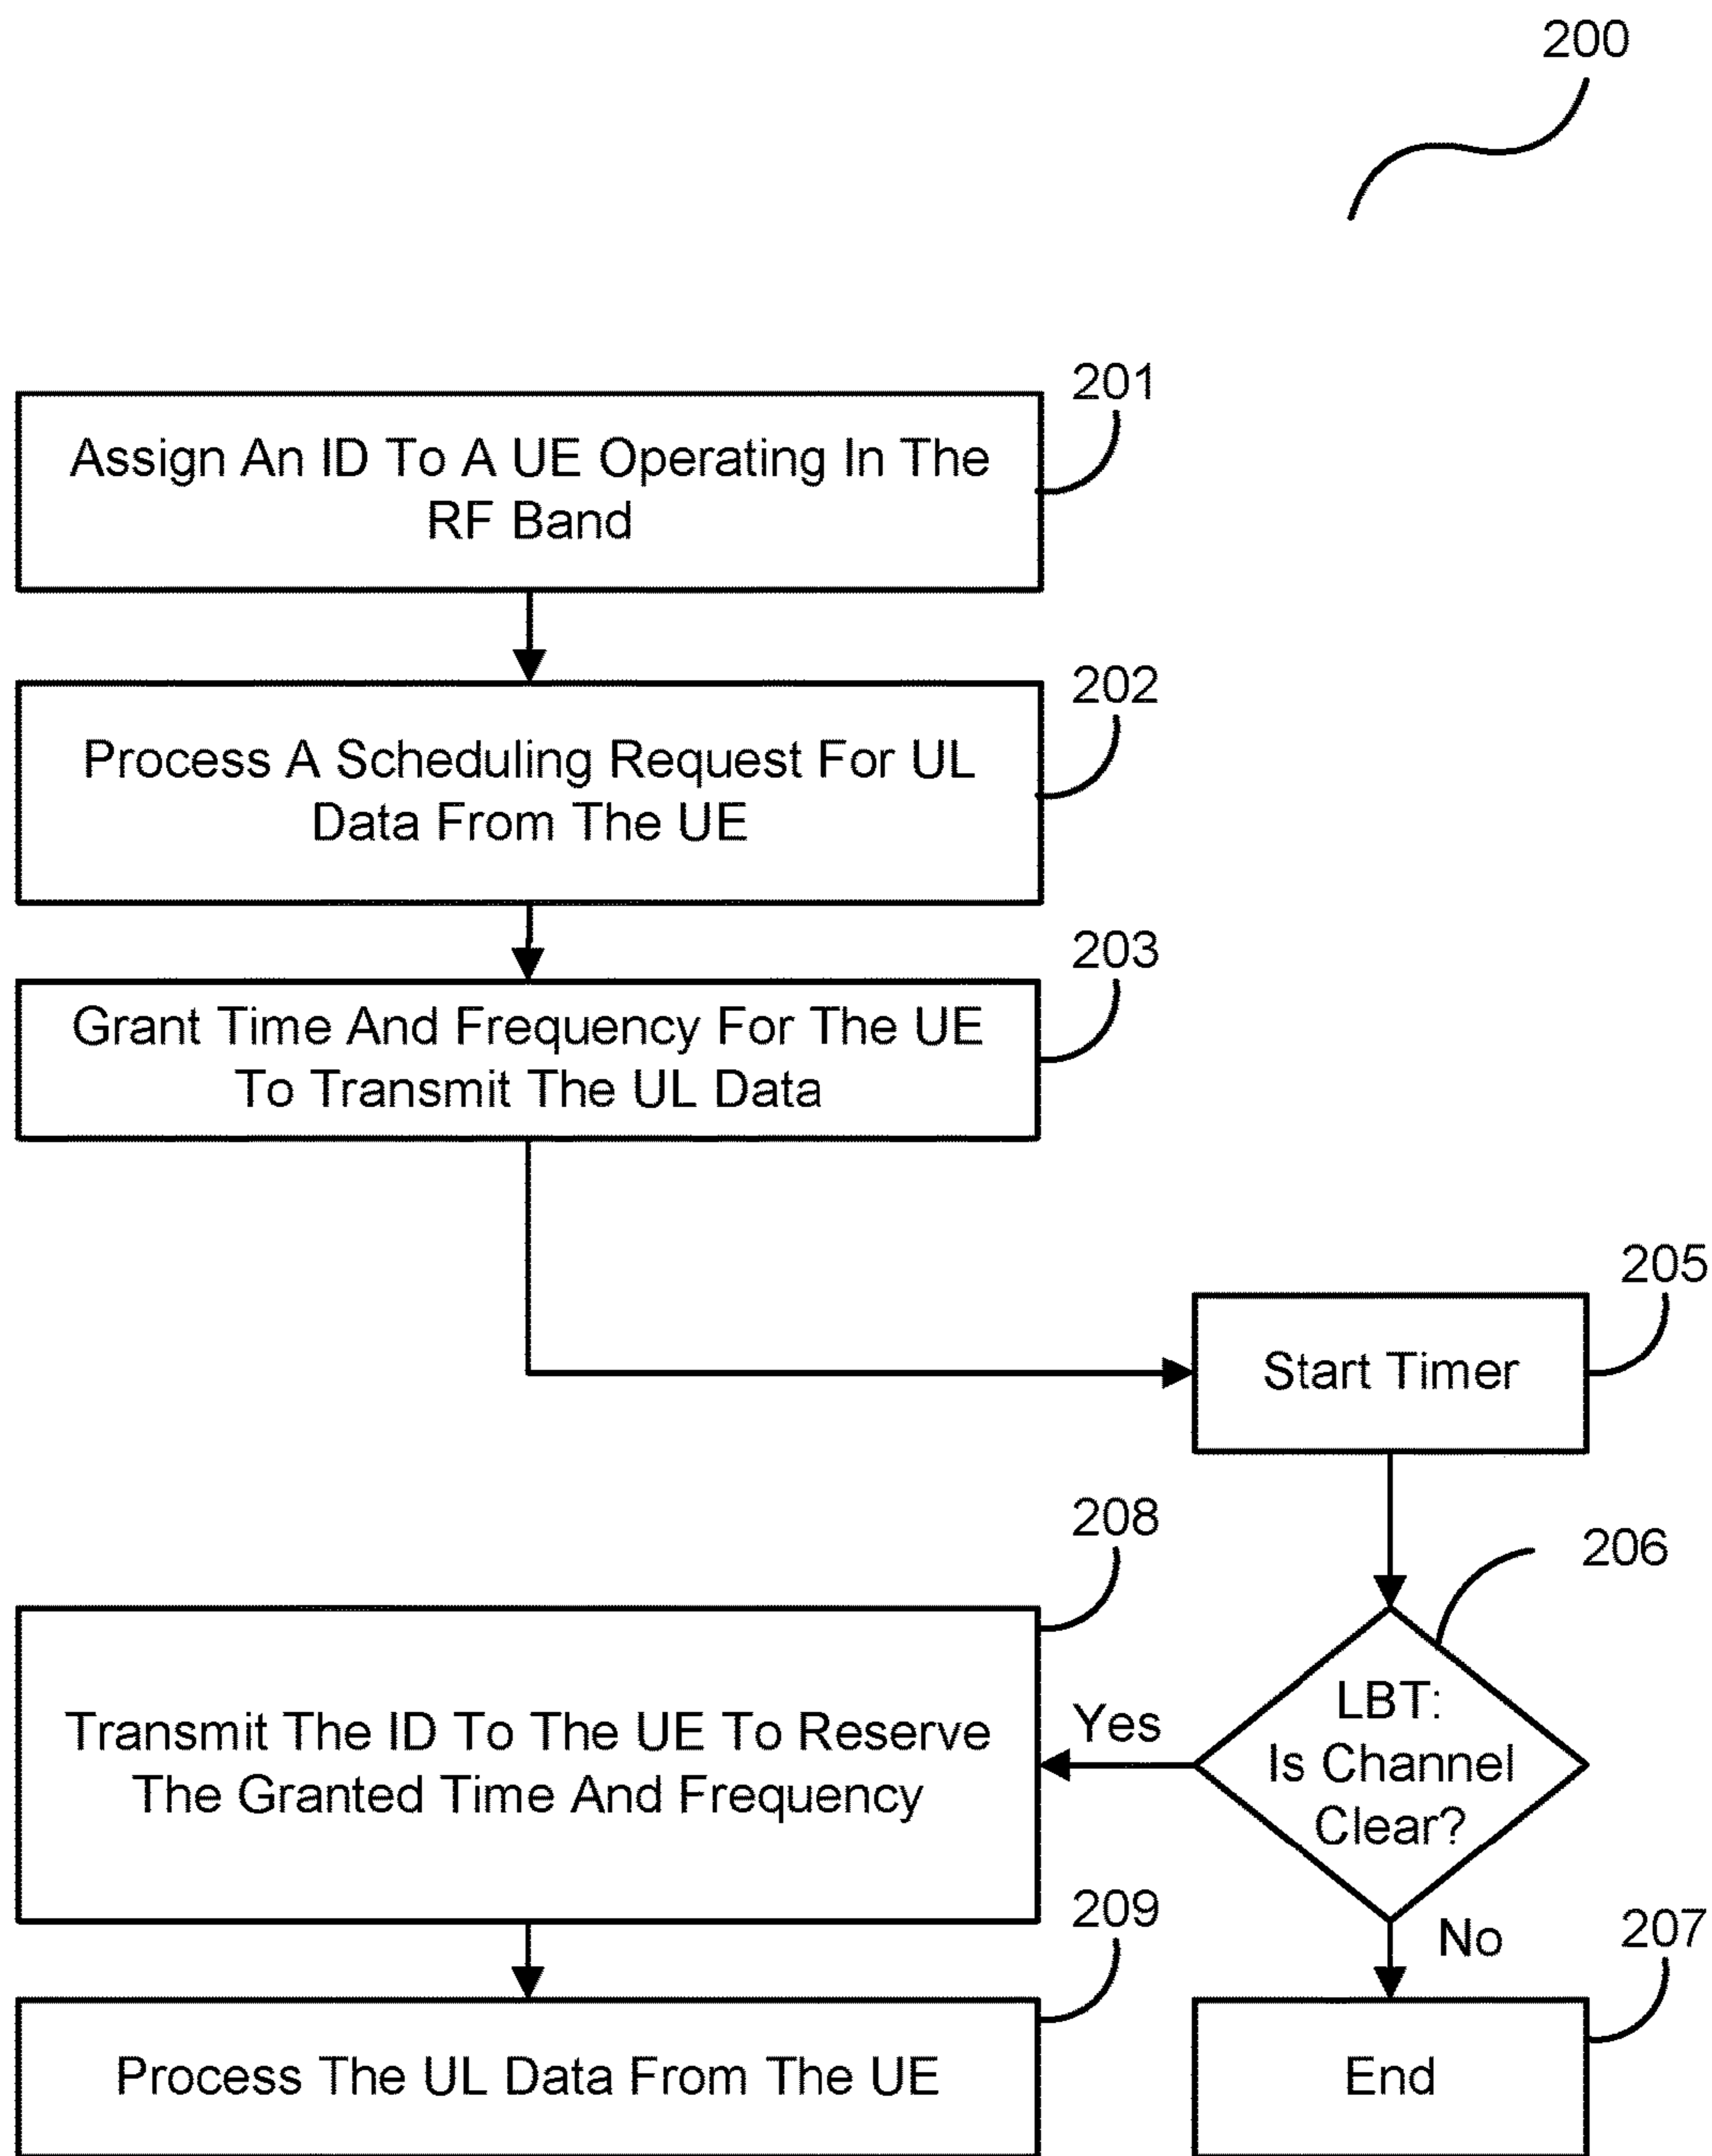 200
201
Assign An ID To A UE Operating In The
RF Band
202
Process A Scheduling Request For UL
Data From The UE
203
Grant Time And Frequency For The UE
To Transmit The UL Data
205
Start Timer
206
LBT:
Is Channel
Clear?
Yes
No
208
Transmit The ID To The UE To Reserve
The Granted Time And Frequency
209
Process The UL Data From The UE
207
End